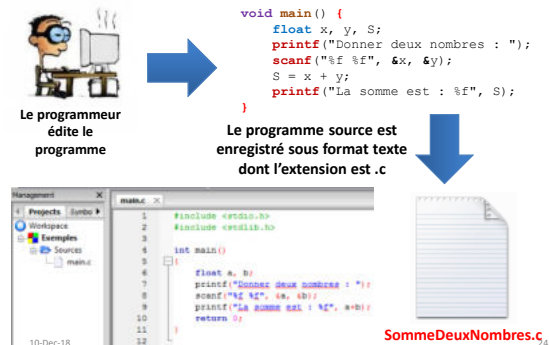 void main() {
float x, y, S;
printf("Donner deux nombres : ");
scanf("%f %f", &x, &y);
S = x + y;
printf("La somme est : %f", S);
}
Le programmeur
édite le
programme
Le programme source est
enregistré sous format texte
dont l'extension est .c
Management
Projects Symbo
Workspace
Exemples
Sources
main.c
main.c
1 #include <stdio.h>
2 #include <stdlib.h>
3
4 int main()
5 {
6 float a, b;
7 printf("Donner deux nombres : ");
8 scanf("%f %f", &a, &b);
9 printf("La somme est : %f", a+b);
10 return 0;
11 }
12
SommeDeuxNombres.c
10-Dec-18
24